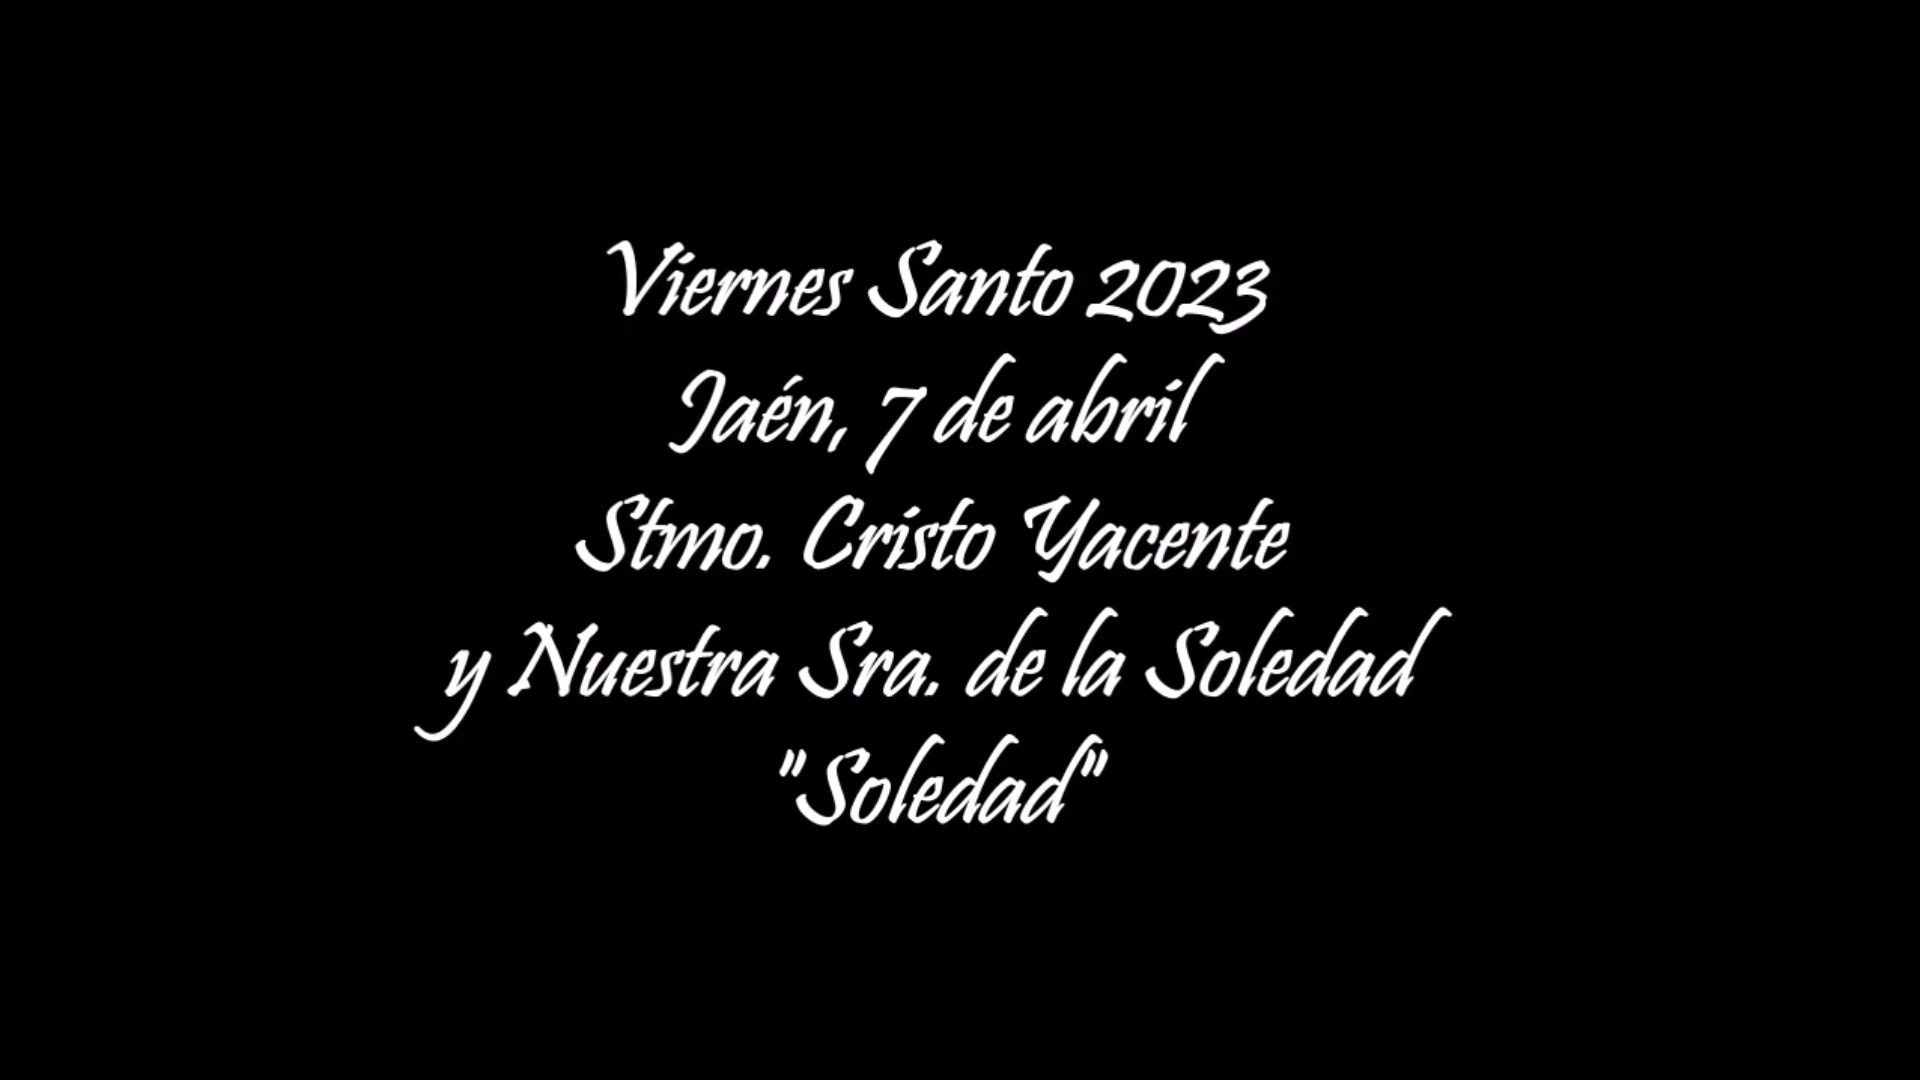 Viernes Santo 2023
Jaén, 7 de abril
Stmo. Cristo Yacente
y Nuestra Sra. de la Soledad
"Soledad"